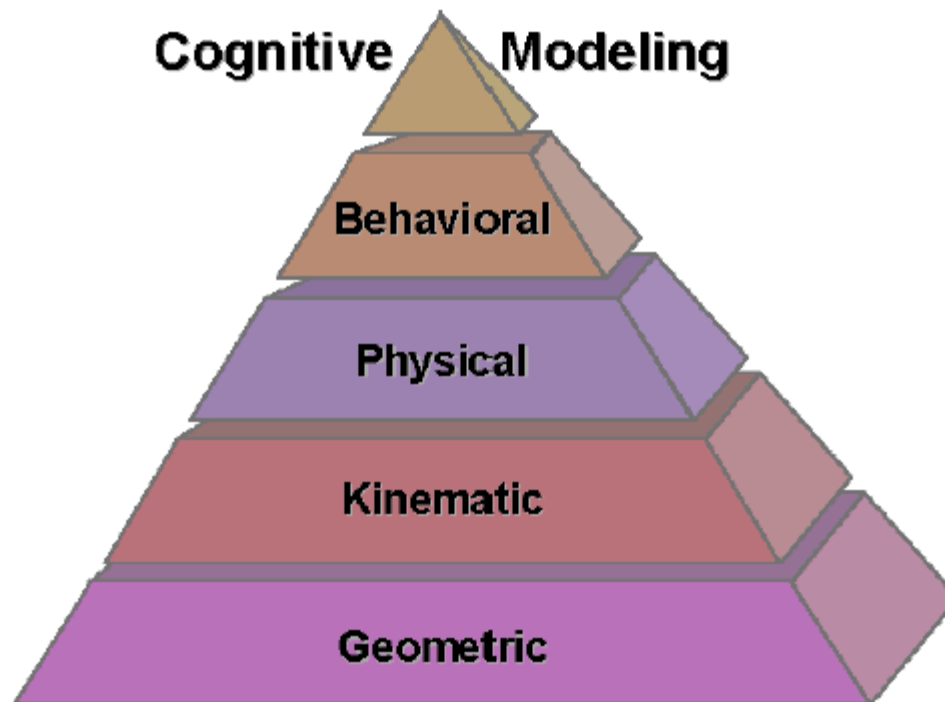 Cognitive Modeling
Behavioral
Physical
Kinematic
Geometric